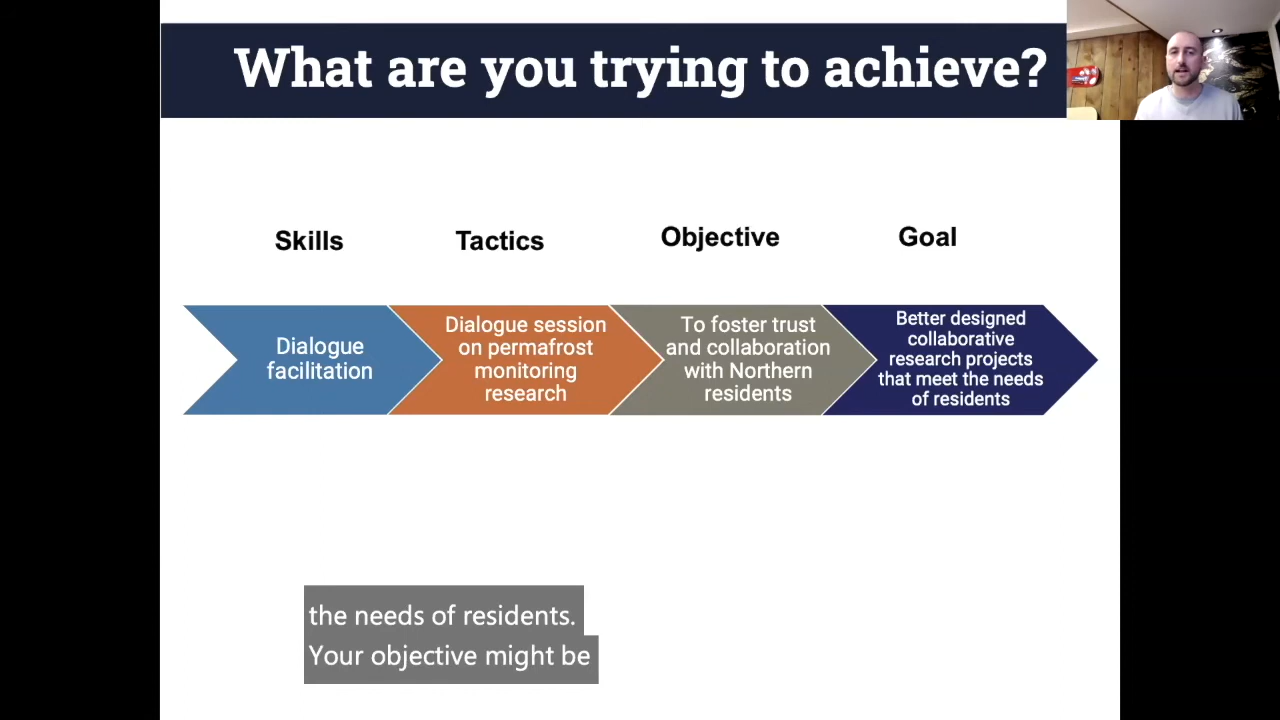 What are you trying to achieve?
Skills
Tactics
Objective
Goal
Dialogue
facilitation
Dialogue session
on permafrost
monitoring
research
To foster trust
and collaboration
with Northern
residents
Better designed
collaborative
research projects
that meet the needs
of residents
the needs of residents.
Your objective might be